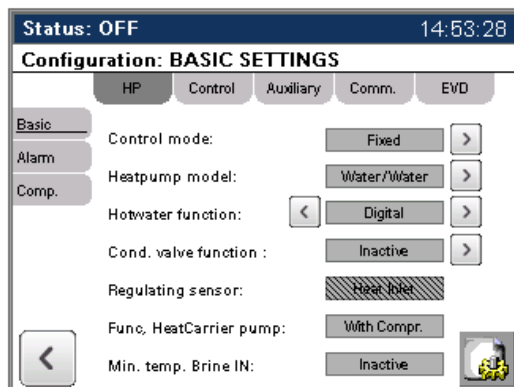 Status: OFF 14:53:28
Configuration: BASIC SETTINGS
HP Control Auxiliary Comm. EVD
Basic
Alarm
Comp.
Control mode: Fixed >
Heatpump model: Water/Water >
Hotwater function: < Digital >
Cond. valve function : Inactive >
Regulating sensor: Heat Inlet
Func, HeatCarrier pump: With Compr.
Min. temp. Brine IN: Inactive